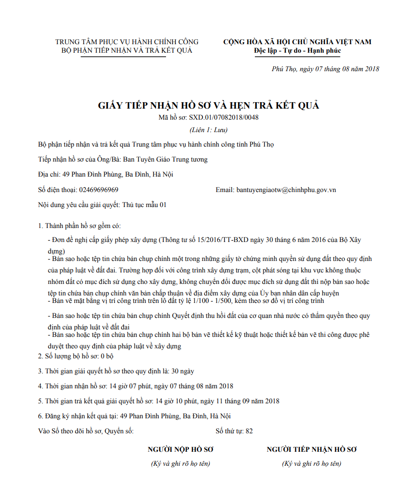 TRUNG TÂM PHỤC VỤ HÀNH CHÍNH CÔNG
BỘ PHẬN TIẾP NHẬN VÀ TRẢ KẾT QUẢ
CỘNG HÒA XÃ HỘI CHỦ NGHĨA VIỆT NAM
Độc lập - Tự do - Hạnh phúc
Phú Thọ, ngày 07 tháng 08 năm 2018
GIẤY TIẾP NHẬN HỒ SƠ VÀ HẸN TRẢ KẾT QUẢ
Mã hồ sơ: SXD.01/07082018/0048
(Liên 1: Lưu)
Bộ phận tiếp nhận và trả kết quả Trung tâm phục vụ hành chính công tỉnh Phú Thọ
Tiếp nhận hồ sơ của Ông/Bà: Ban Tuyên Giáo Trung ương
Địa chỉ: 49 Phan Đình Phùng, Ba Đình, Hà Nội
Số điện thoại: 02469696969 Email: bantuyengiaotw@chinhphu.gov.vn
Nội dung yêu cầu giải quyết: Thủ tục mẫu 01
1. Thành phần hồ sơ gồm có:
- Đơn đề nghị cấp giấy phép xây dựng (Thông tư số 15/2016/TT-BXD ngày 30 tháng 6 năm 2016 của Bộ Xây
dựng)
- Bản sao hoặc tệp tin chứa bản chụp chính một trong những giấy tờ chứng minh quyền sử dụng đất theo quy định
của pháp luật về đất đai. Trường hợp đối với công trình xây dựng trạm, cột phát sóng tại khu vực không thuộc
nhóm đất có mục đích sử dụng cho xây dựng, không chuyển đổi được mục đích sử dụng đất thì nộp bản sao hoặc
tệp tin chứa bản chụp chính văn bản chấp thuận về địa điểm xây dựng của Ủy ban nhân dân cấp huyện
- Bản vẽ mặt bằng vị trí công trình trên lô đất tỷ lệ 1/100 - 1/500, kèm theo sơ đồ vị trí công trình
- Bản sao hoặc tệp tin chứa bản chụp chính Quyết định thu hồi đất của cơ quan nhà nước có thẩm quyền theo quy
định của pháp luật về đất đai
- Bản sao hoặc tệp tin chứa bản chụp chính hai bộ bản vẽ thiết kế kỹ thuật hoặc thiết kế bản vẽ thi công được phê
duyệt theo quy định của pháp luật về xây dựng
2. Số lượng bộ hồ sơ: 0 bộ
3. Thời gian giải quyết hồ sơ theo quy định là: 30 ngày
4. Thời gian nhận hồ sơ: 14 giờ 07 phút, ngày 07 tháng 08 năm 2018
5. Thời gian trả kết quả giải quyết hồ sơ: 14 giờ 10 phút, ngày 11 tháng 09 năm 2018
6. Đăng ký nhận kết quả tại: 49 Phan Đình Phùng, Ba Đình, Hà Nội
Vào Sổ theo dõi hồ sơ, Quyển số: Số thứ tự: 82
NGƯỜI NỘP HỒ SƠ NGƯỜI TIẾP NHẬN HỒ SƠ
(Ký và ghi rõ họ tên) (Ký và ghi rõ họ tên)